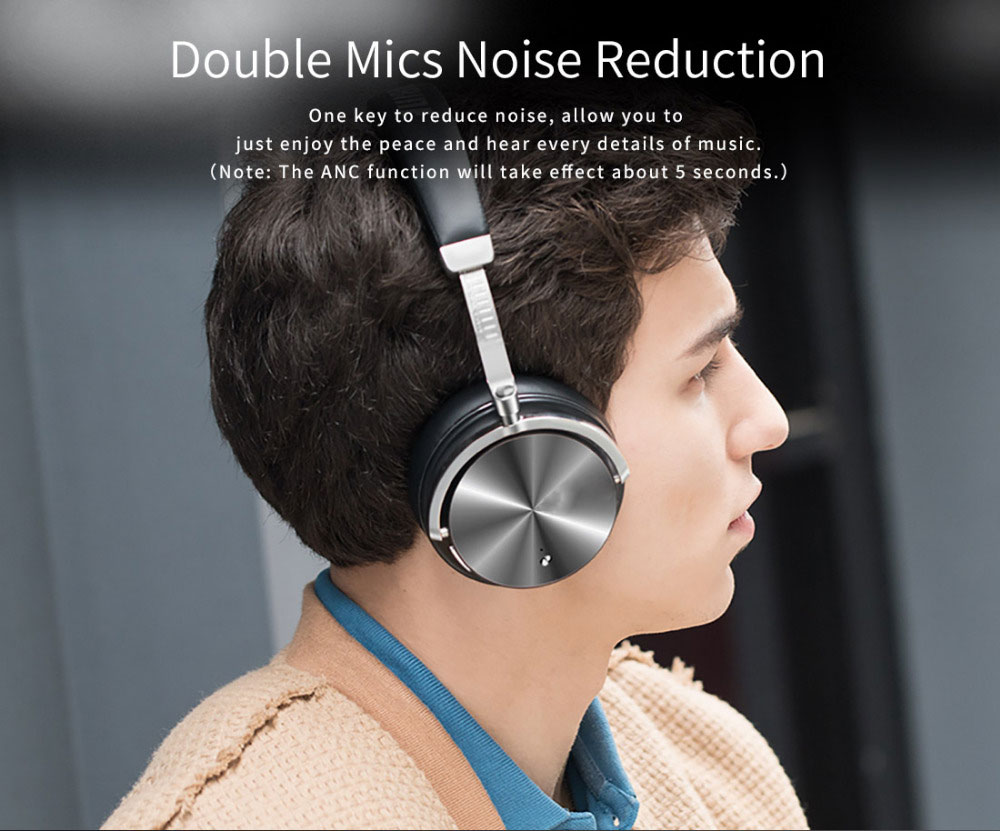 Double Mics Noise Reduction
One key to reduce noise, allow you to
just enjoy the peace and hear every details of music.
(Note: The ANC function will take effect about 5 seconds.)